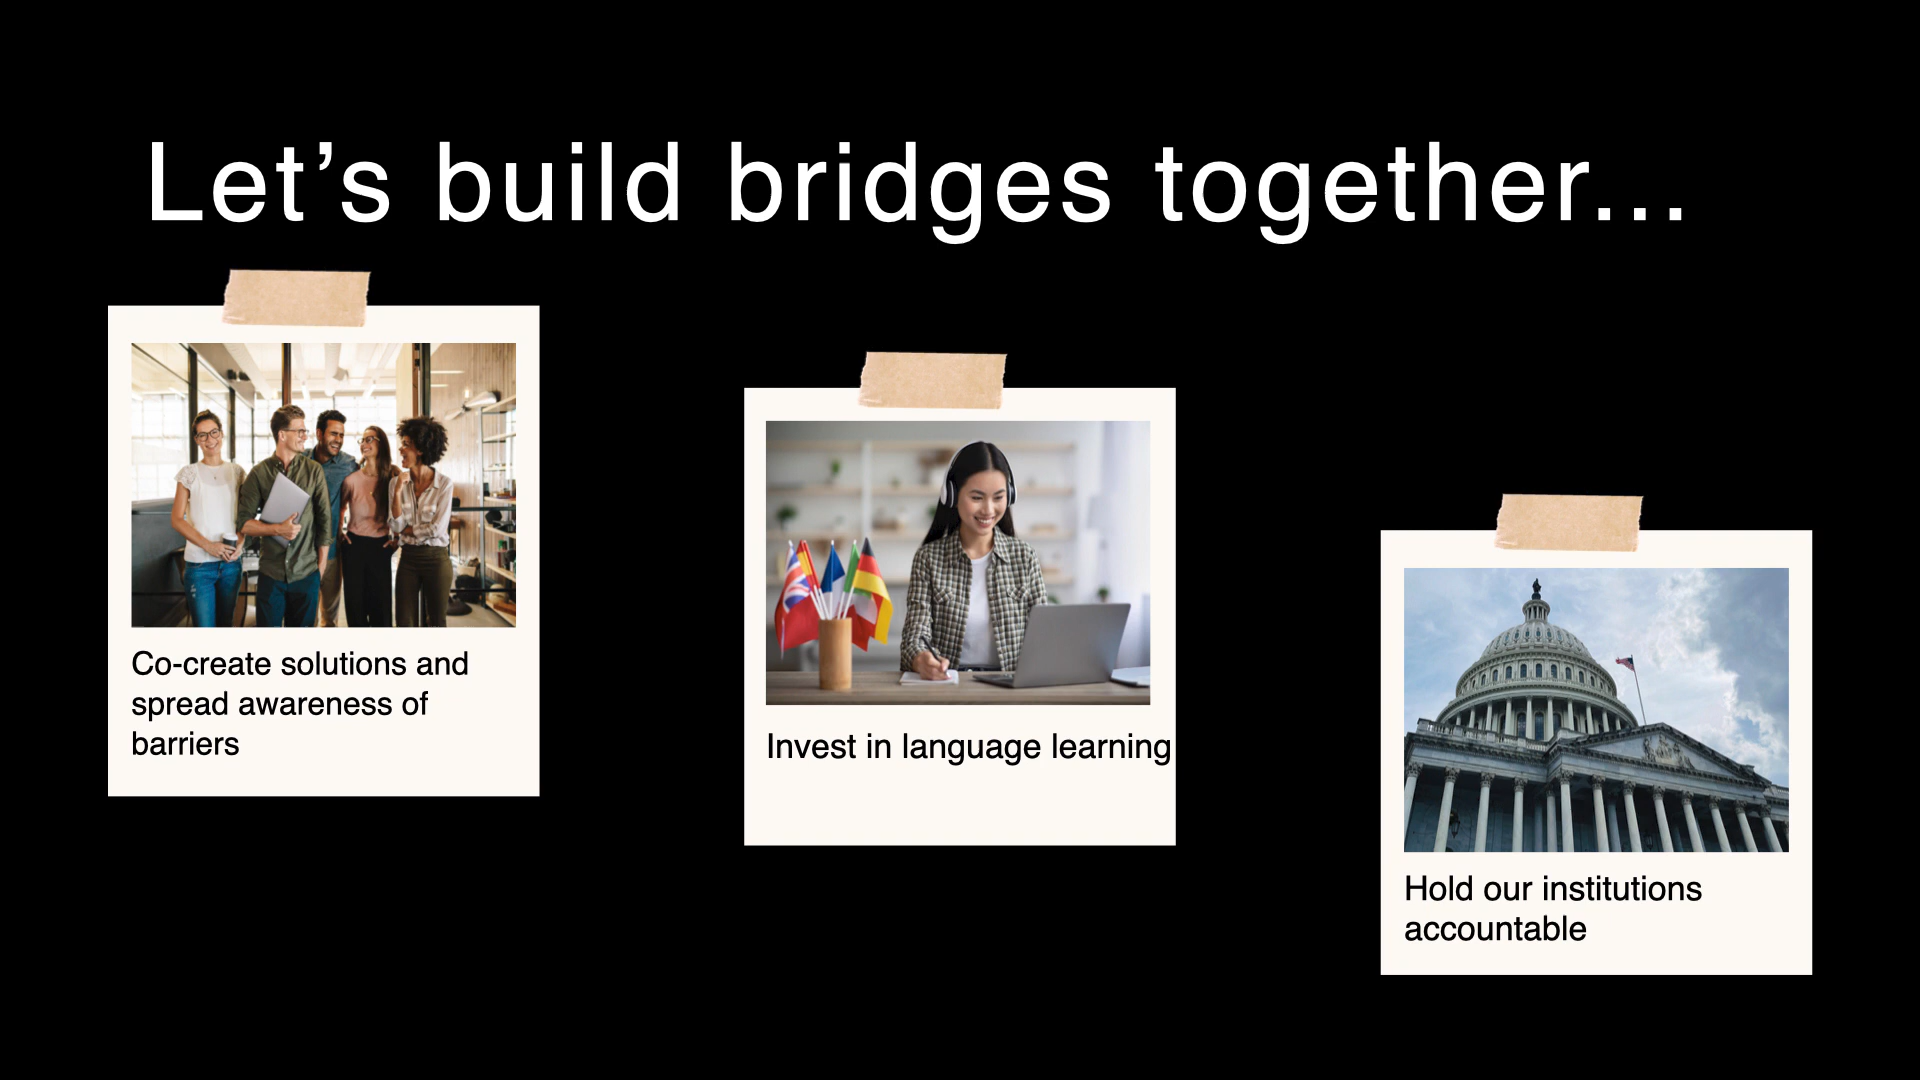 Let’s build bridges together...
Co-create solutions and
spread awareness of
barriers
Invest in language learning
Hold our institutions
accountable